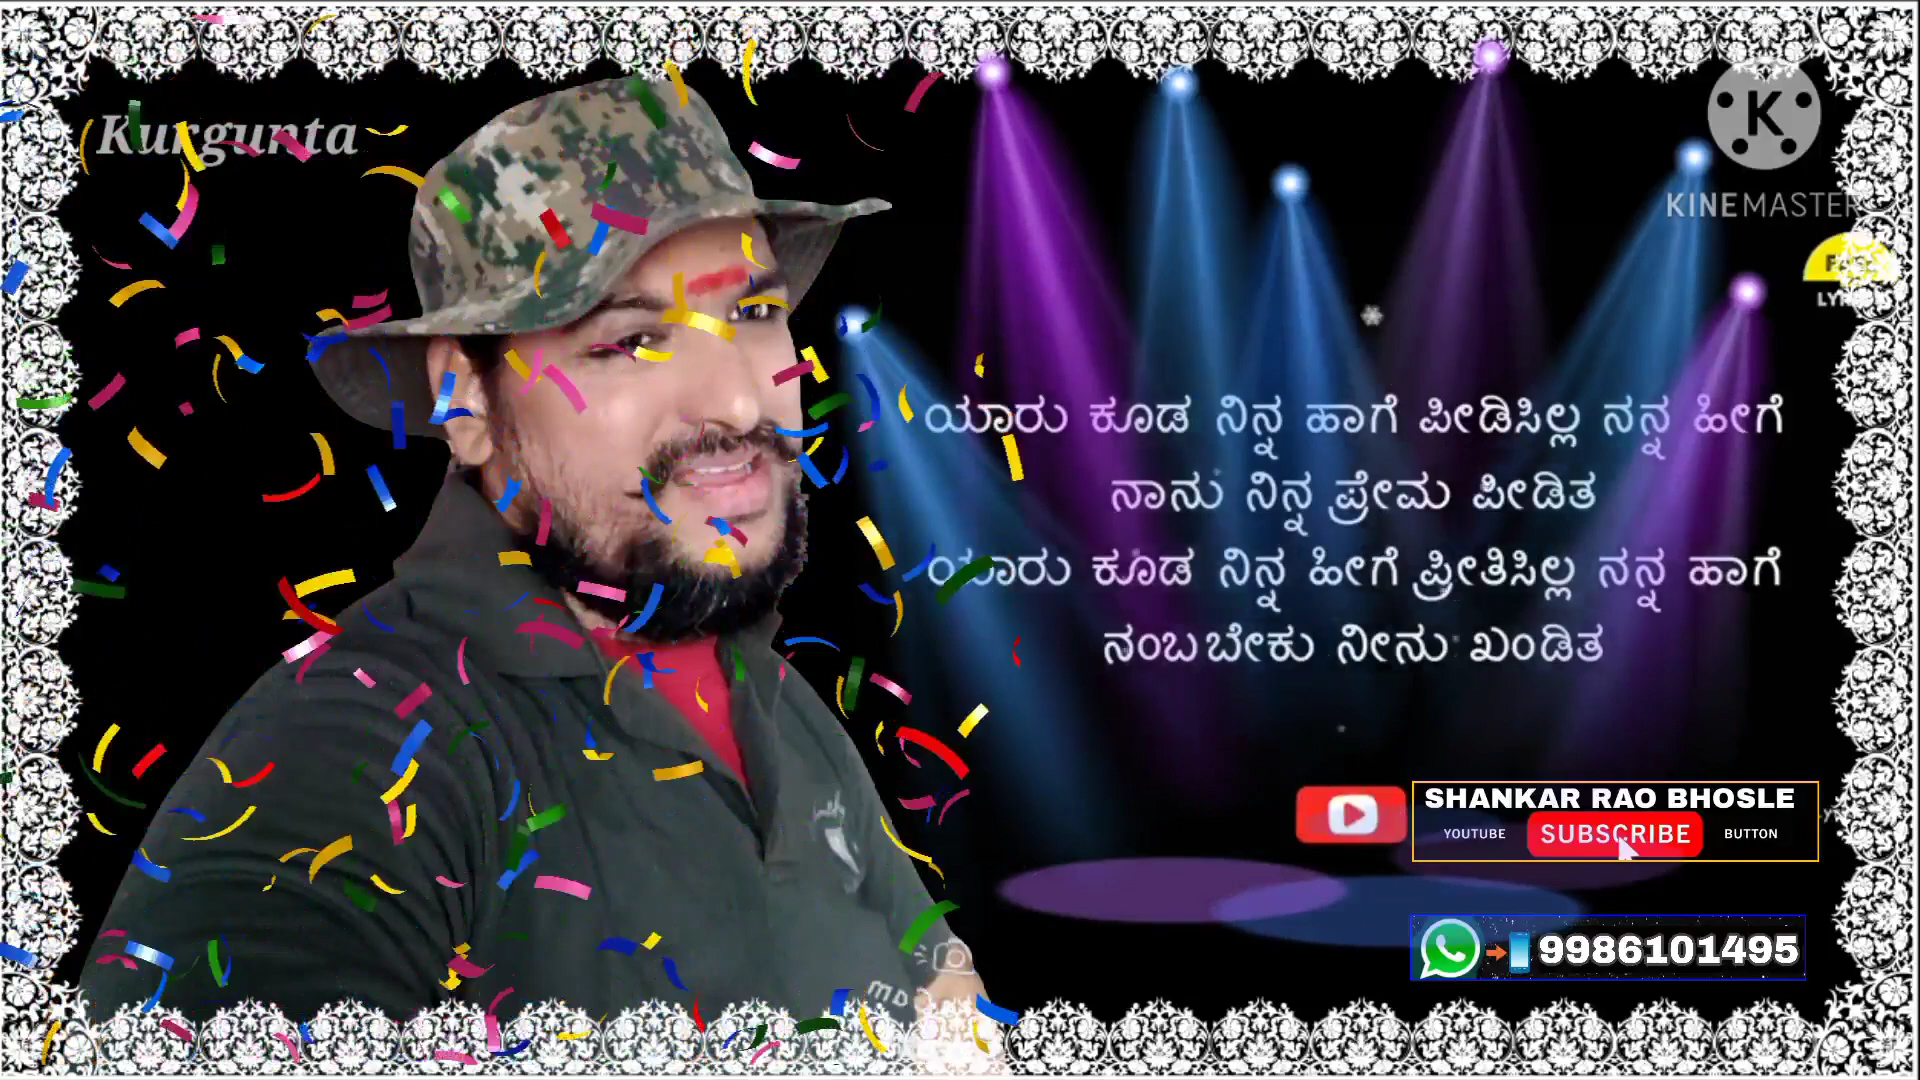 Kurgunta
K
KINEMASTER
ಯಾರು ಕೂಡ ನಿನ್ನ ಹಾಗೆ ಪೀಡಿಸಿಲ್ಲ ನನ್ನ ಹೀಗೆ
ನಾನು ನಿನ್ನ ಪ್ರೇಮ ಪೀಡಿತ
ಯಾರು ಕೂಡ ನಿನ್ನ ಹೀಗೆ ಪ್ರೀತಿಸಿಲ್ಲ ನನ್ನ ಹಾಗೆ
ನಂಬಬೇಕು ನೀನು ಖಂಡಿತ
SHANKAR RAO BHOSLE
YOUTUBE SUBSCRIBE BUTTON
9986101495